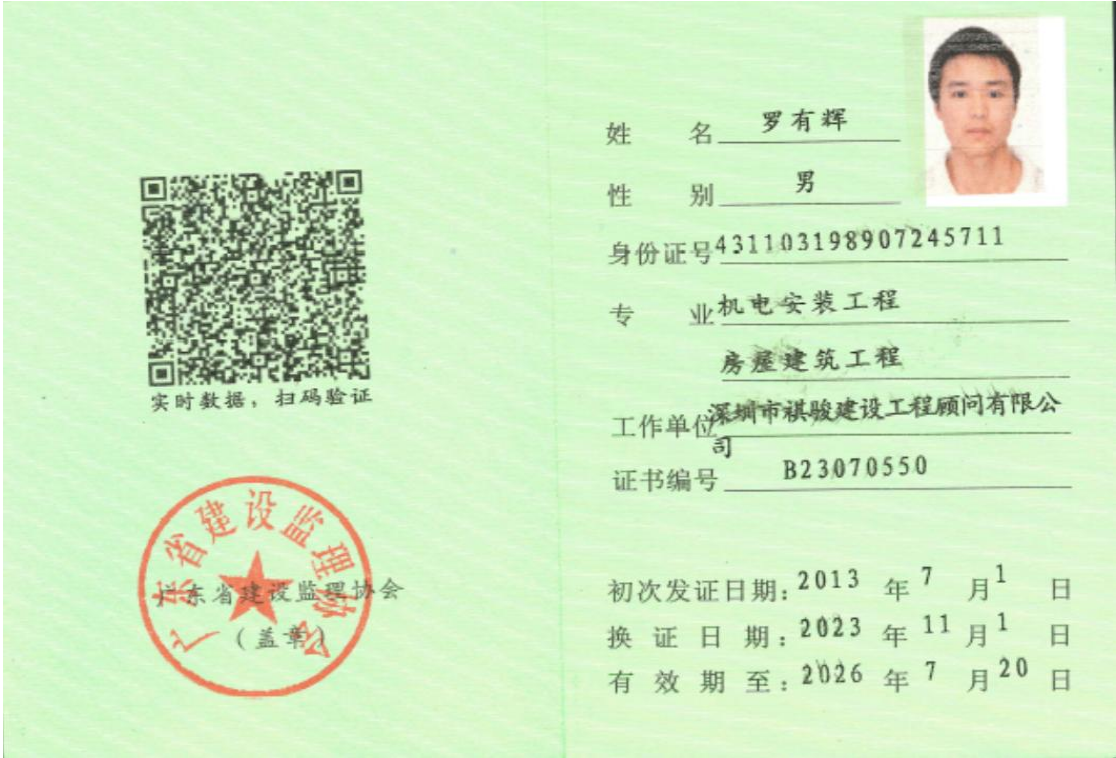 实时数据，扫码验证
广东省建设监理协会
广东省建设监理协会
（盖章）
姓 名 罗有辉
性 别 男
身份证号 431103198907245711
专 业 机电安装工程
房屋建筑工程
工作单位 深圳市祺骏建设工程顾问有限公
司
证书编号 B23070550
初次发证日期：2013 年 7 月 1 日
换 证 日 期：2023 年 11 月 1 日
有 效 期 至：2026 年 7 月 20 日